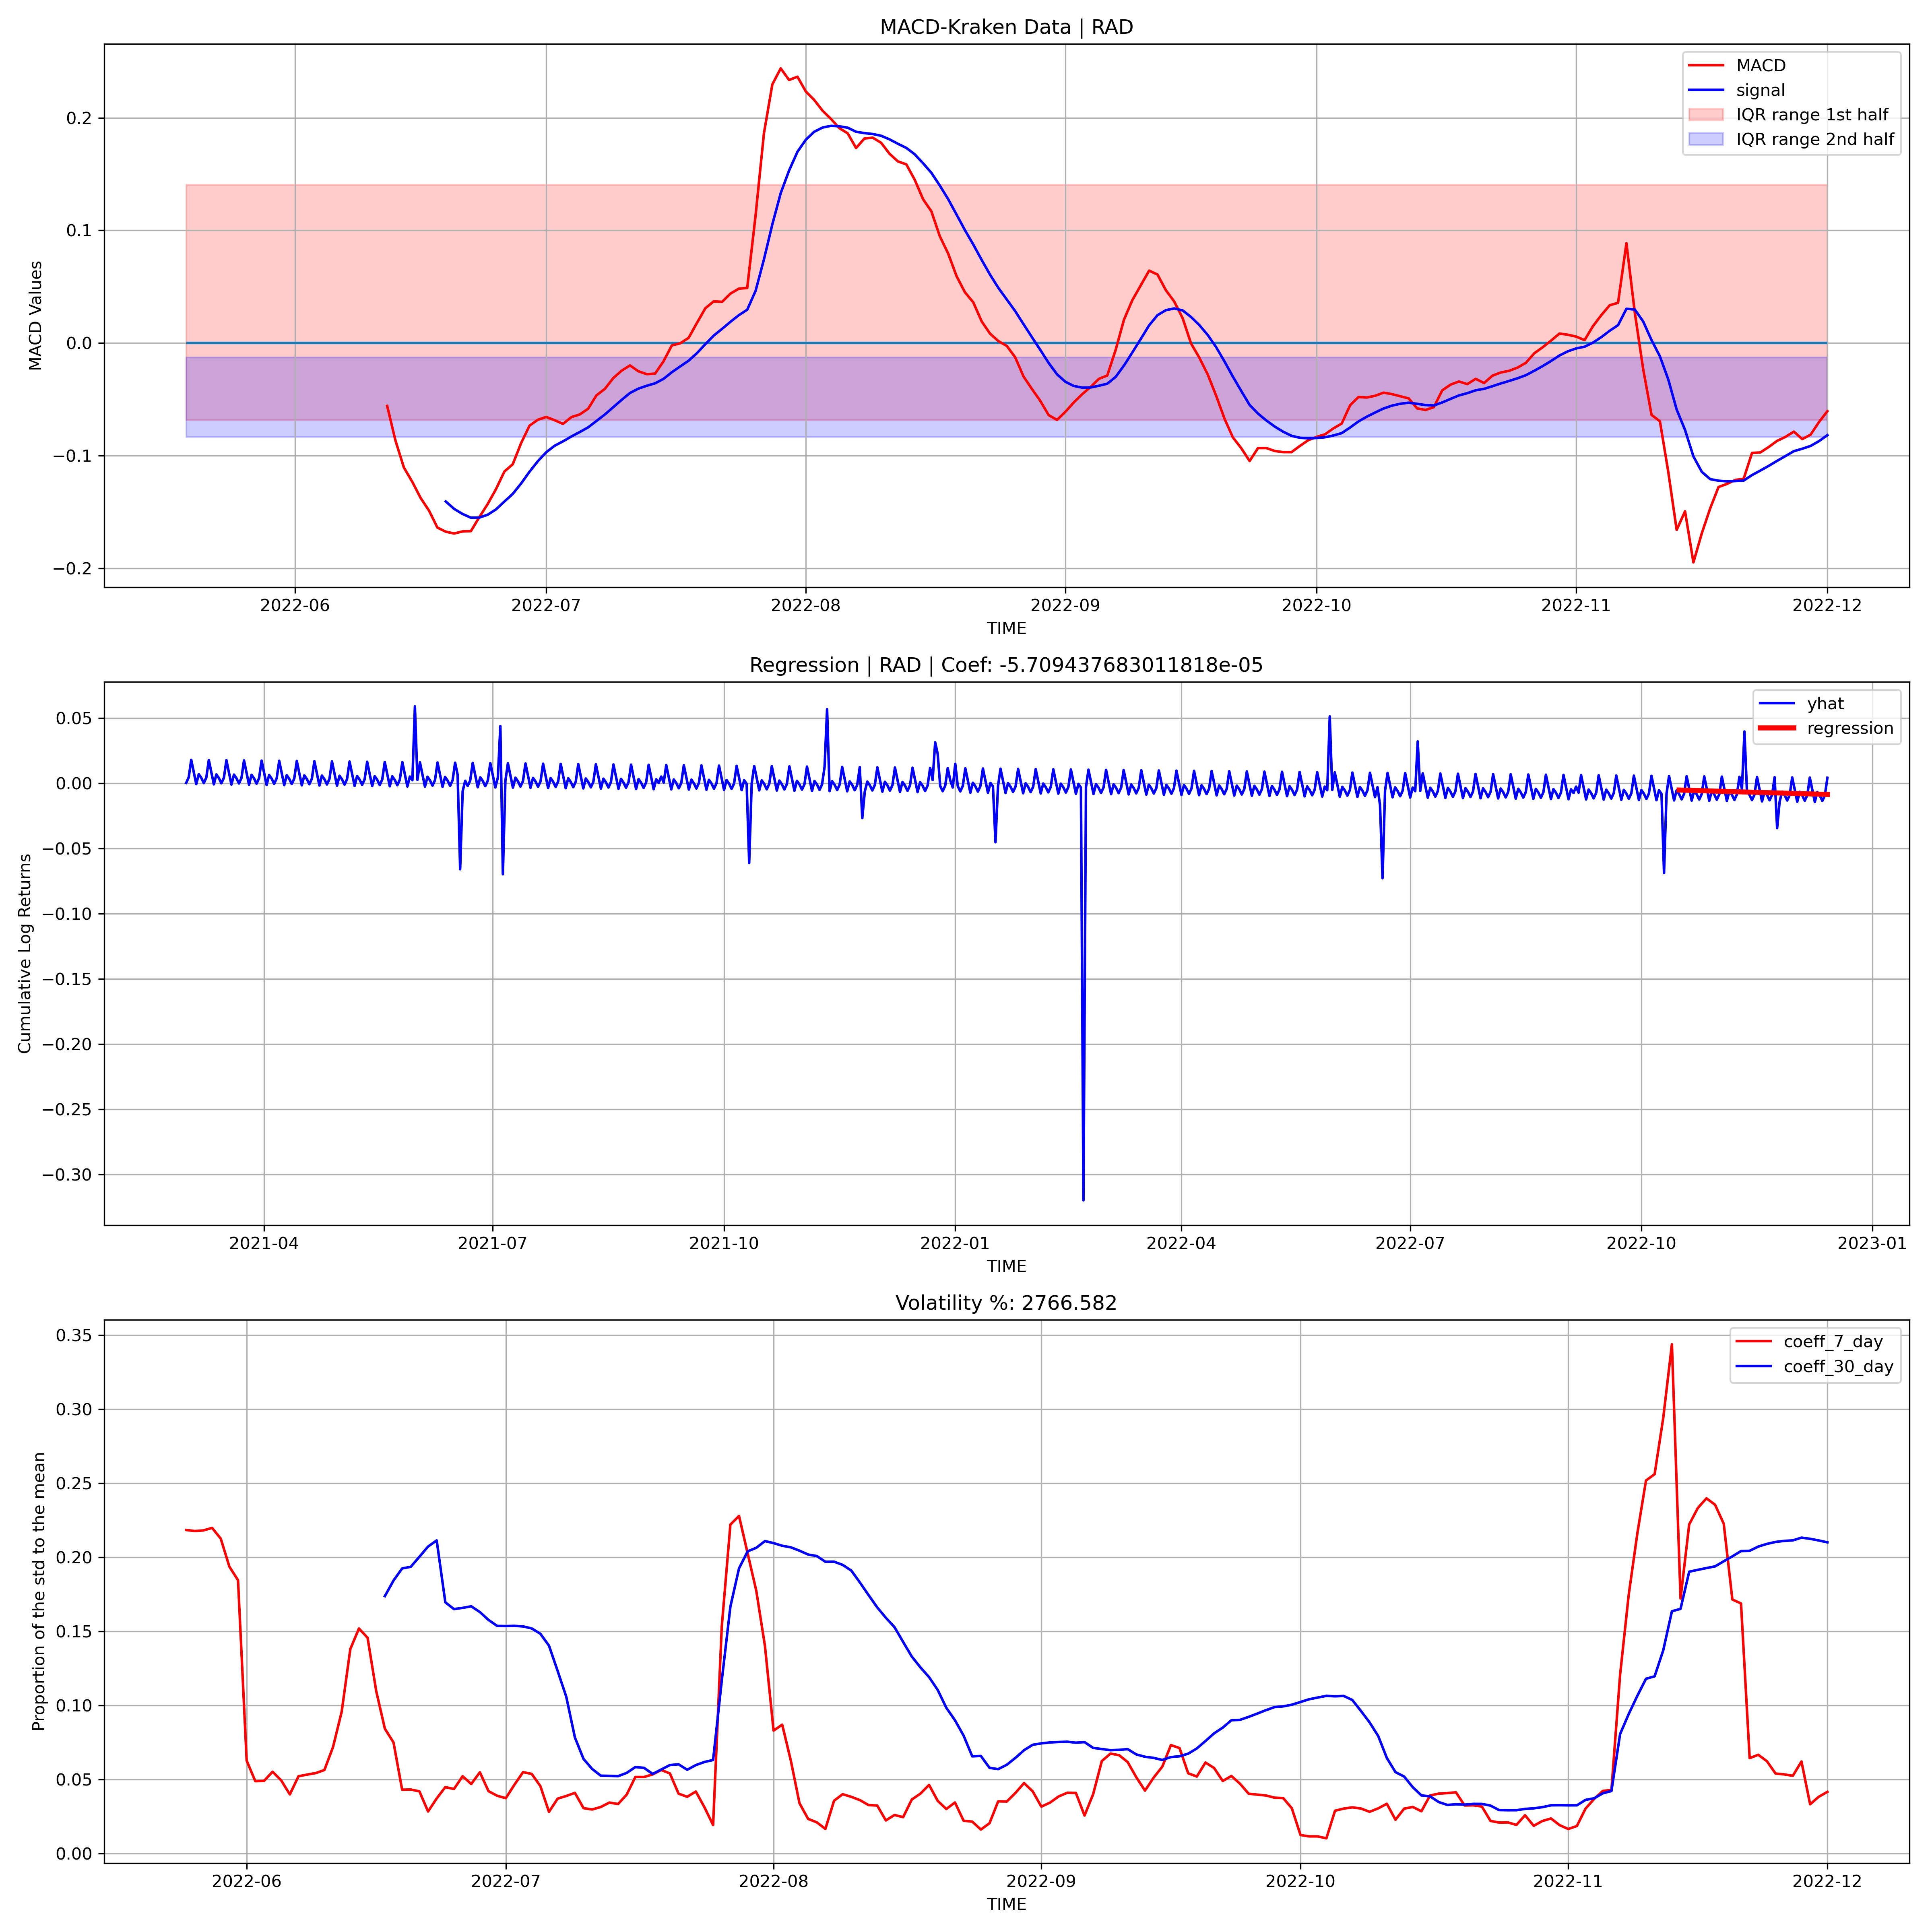 MACD-Kraken Data | RAD
MACD
signal
IQR range 1st half
IQR range 2nd half
MACD Values
0.2
0.1
0.0
−0.1
−0.2
2022-06 2022-07 2022-08 2022-09 2022-10 2022-11 2022-12
TIME
Regression | RAD | Coef: -5.709437683011818e-05
yhat
regression
Cumulative Log Returns
0.05
0.00
−0.05
−0.10
−0.15
−0.20
−0.25
−0.30
2021-04 2021-07 2021-10 2022-01 2022-04 2022-07 2022-10 2023-01
TIME
Volatility %: 2766.582
coeff_7_day
coeff_30_day
Proportion of the std to the mean
0.35
0.30
0.25
0.20
0.15
0.10
0.05
0.00
2022-06 2022-07 2022-08 2022-09 2022-10 2022-11 2022-12
TIME